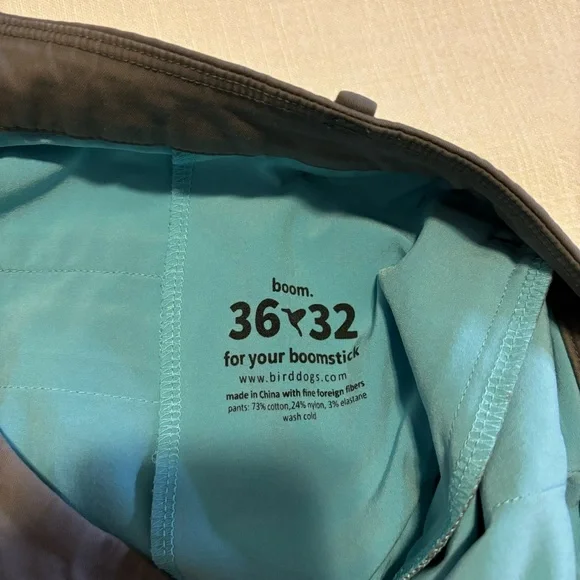 boom.
36 32
for your boomstick
www.birddogs.com
made in China with fine foreign fibers
pants: 73% cotton,24% nylon, 3% elastane
wash cold